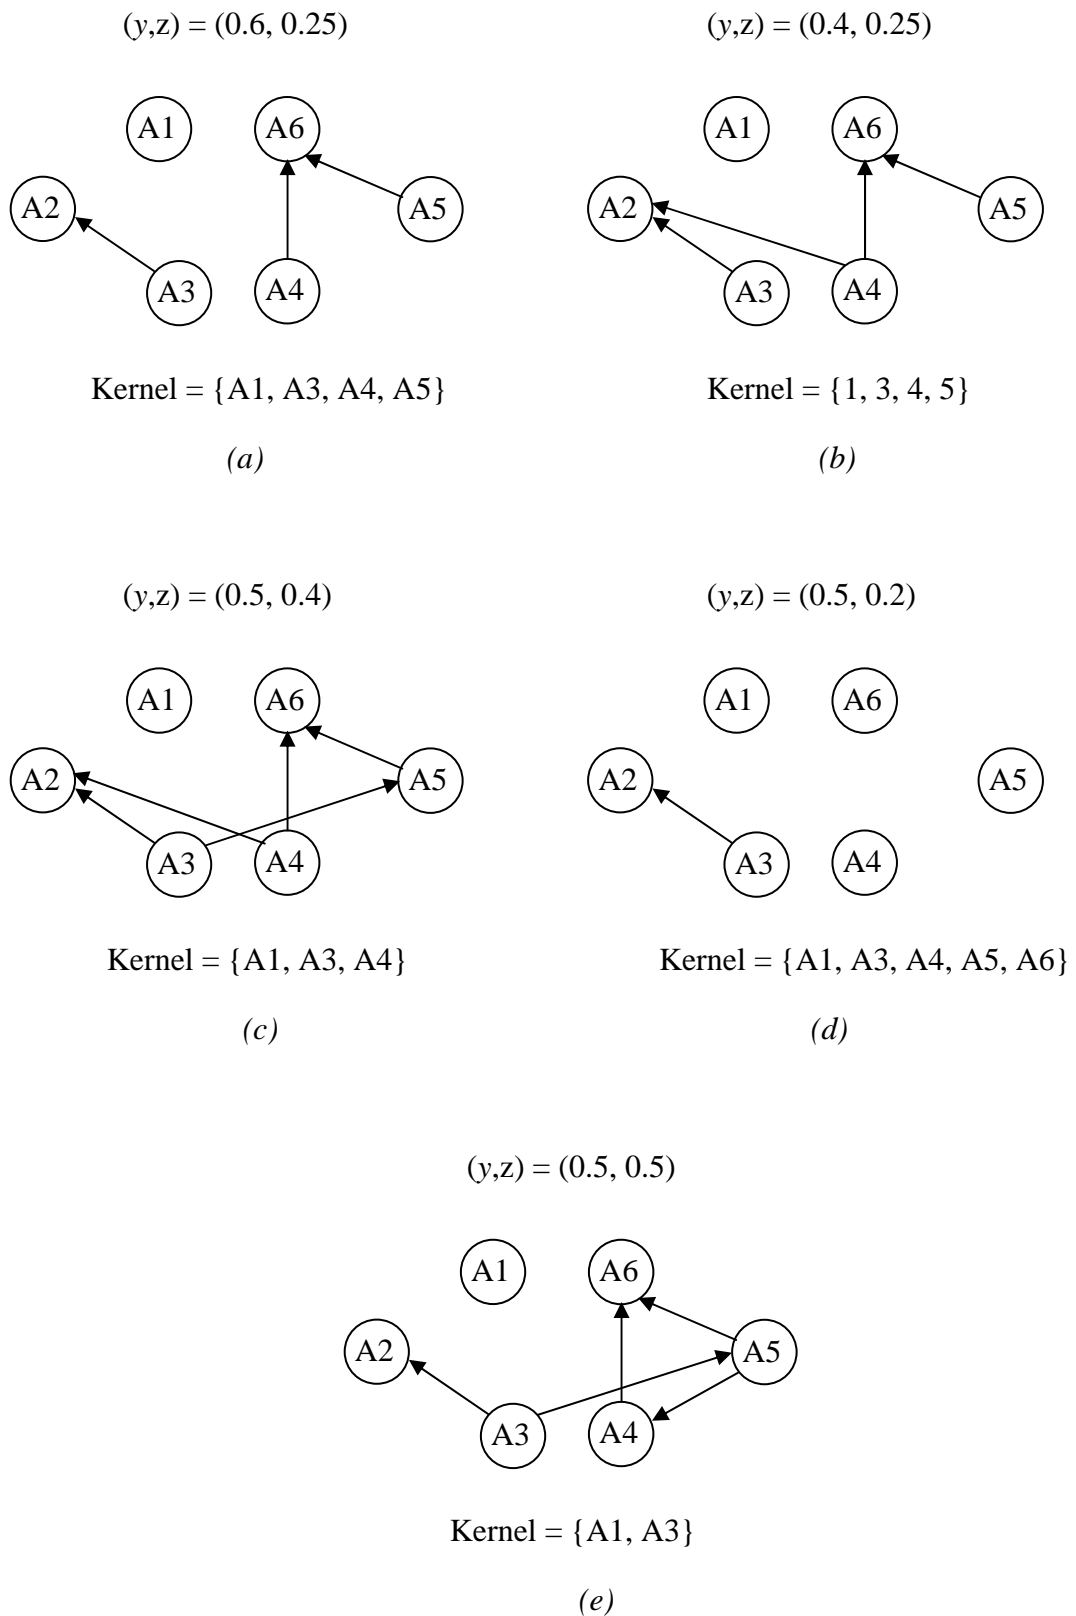 (y,z) = (0.6, 0.25)
(y,z) = (0.4, 0.25)
A1 A6
A1 A6
A2 A5
A2 A5
A3 A4
A3 A4
Kernel = {A1, A3, A4, A5}
Kernel = {1, 3, 4, 5}
(a)
(b)
(y,z) = (0.5, 0.4)
(y,z) = (0.5, 0.2)
A1 A6
A1 A6
A2 A5
A2 A5
A3 A4
A3 A4
Kernel = {A1, A3, A4}
Kernel = {A1, A3, A4, A5, A6}
(c)
(d)
(y,z) = (0.5, 0.5)
A1 A6
A2 A5
A3 A4
Kernel = {A1, A3}
(e)